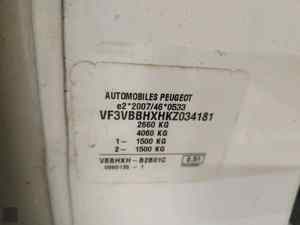 AUTOMOBILES PEUGEOT
e2*2007/46*0533
VF3VBBHXHKZ034181
2660 KG
4060 KG
1- 1500 KG
2- 1500 KG
VBBHXH-B2B01C